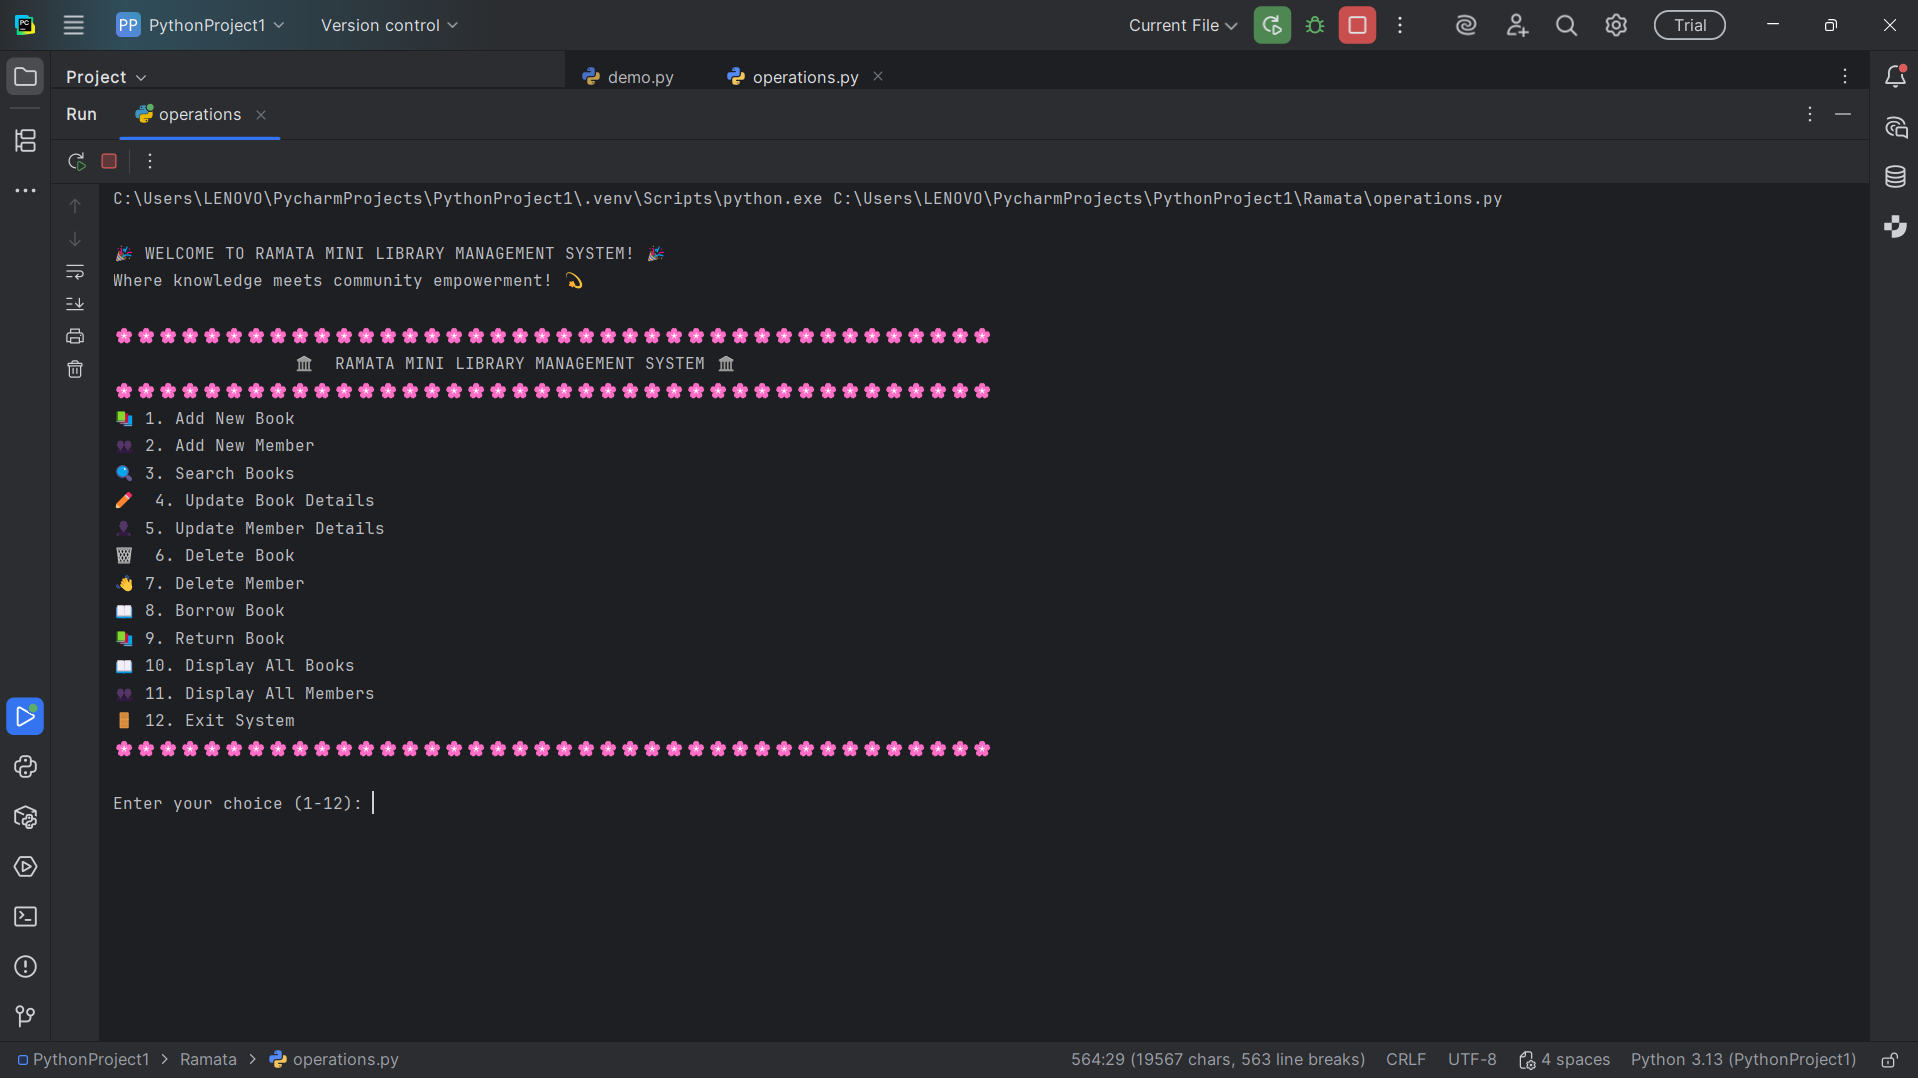 PC
PP PythonProject1 Version control Current File Trial
Project demo.py operations.py
Run operations
C:\Users\LENOVO\PycharmProjects\PythonProject1\.venv\Scripts\python.exe C:\Users\LENOVO\PycharmProjects\PythonProject1\Ramata\operations.py
🎉 WELCOME TO RAMATA MINI LIBRARY MANAGEMENT SYSTEM! 🎉
Where knowledge meets community empowerment! 💫
🌸🌸🌸🌸🌸🌸🌸🌸🌸🌸🌸🌸🌸🌸🌸🌸🌸🌸🌸🌸🌸🌸🌸🌸🌸🌸🌸🌸🌸🌸🌸🌸🌸🌸🌸🌸🌸🌸🌸🌸
🏛️ RAMATA MINI LIBRARY MANAGEMENT SYSTEM 🏛️
🌸🌸🌸🌸🌸🌸🌸🌸🌸🌸🌸🌸🌸🌸🌸🌸🌸🌸🌸🌸🌸🌸🌸🌸🌸🌸🌸🌸🌸🌸🌸🌸🌸🌸🌸🌸🌸🌸🌸🌸
📚 1. Add New Book
👥 2. Add New Member
🔍 3. Search Books
✏️ 4. Update Book Details
👤 5. Update Member Details
🗑️ 6. Delete Book
👋 7. Delete Member
📖 8. Borrow Book
📚 9. Return Book
📖 10. Display All Books
👥 11. Display All Members
🚪 12. Exit System
🌸🌸🌸🌸🌸🌸🌸🌸🌸🌸🌸🌸🌸🌸🌸🌸🌸🌸🌸🌸🌸🌸🌸🌸🌸🌸🌸🌸🌸🌸🌸🌸🌸🌸🌸🌸🌸🌸🌸🌸
Enter your choice (1-12):
PythonProject1 > Ramata > operations.py 564:29 (19567 chars, 563 line breaks) CRLF UTF-8 4 spaces Python 3.13 (PythonProject1)